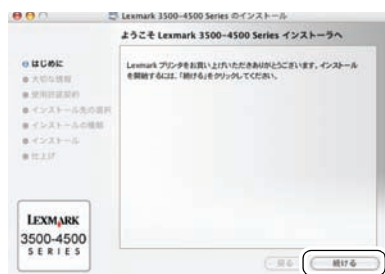 Lexmark 3500-4500 Series のインストール
ようこそ Lexmark 3500-4500 Series インストーラへ
はじめに
大切な情報
使用許諾契約
インストール先の選択
インストールの種類
インストール
仕上げ
Lexmark プリンタをお買い上げいただきありがとうございます。インストール
を開始するには、「続ける」をクリックしてください。
LEXMARK
3500-4500
SERIES
戻る
続ける